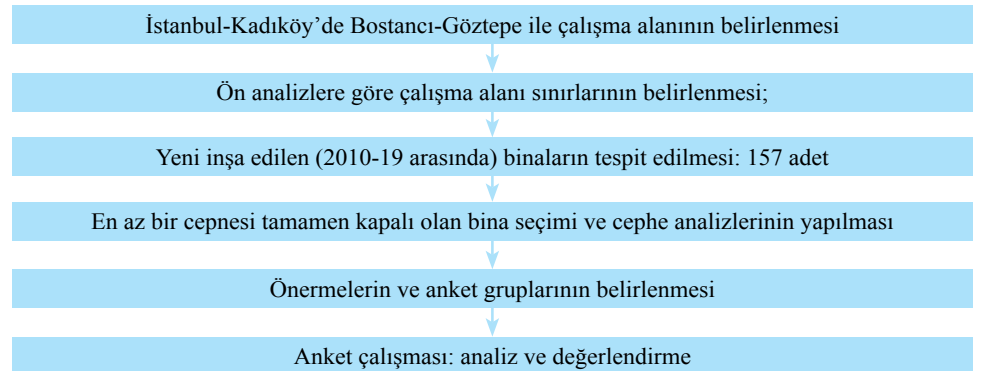 İstanbul-Kadıköy’de Bostancı-Göztepe ile çalışma alanının belirlenmesi
Ön analizlere göre çalışma alanı sınırlarının belirlenmesi;
Yeni inşa edilen (2010-19 arasında) binaların tespit edilmesi: 157 adet
En az bir cepnesi tamamen kapalı olan bina seçimi ve cephe analizlerinin yapılması
Önermelerin ve anket gruplarının belirlenmesi
Anket çalışması: analiz ve değerlendirme